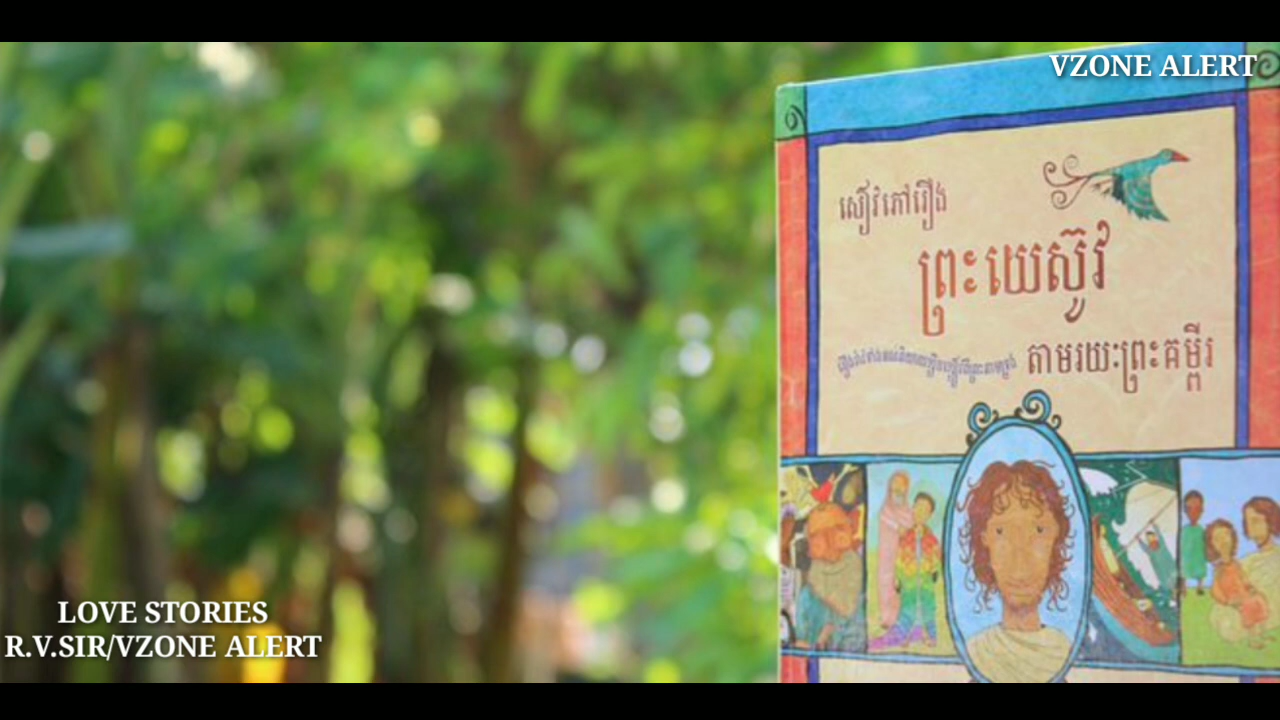 VZONE ALERT
សៀវភៅរឿង
ព្រះយេស៊ូវ
តាមរយៈព្រះគម្ពីរ
LOVE STORIES
R.V.SIR/VZONE ALERT